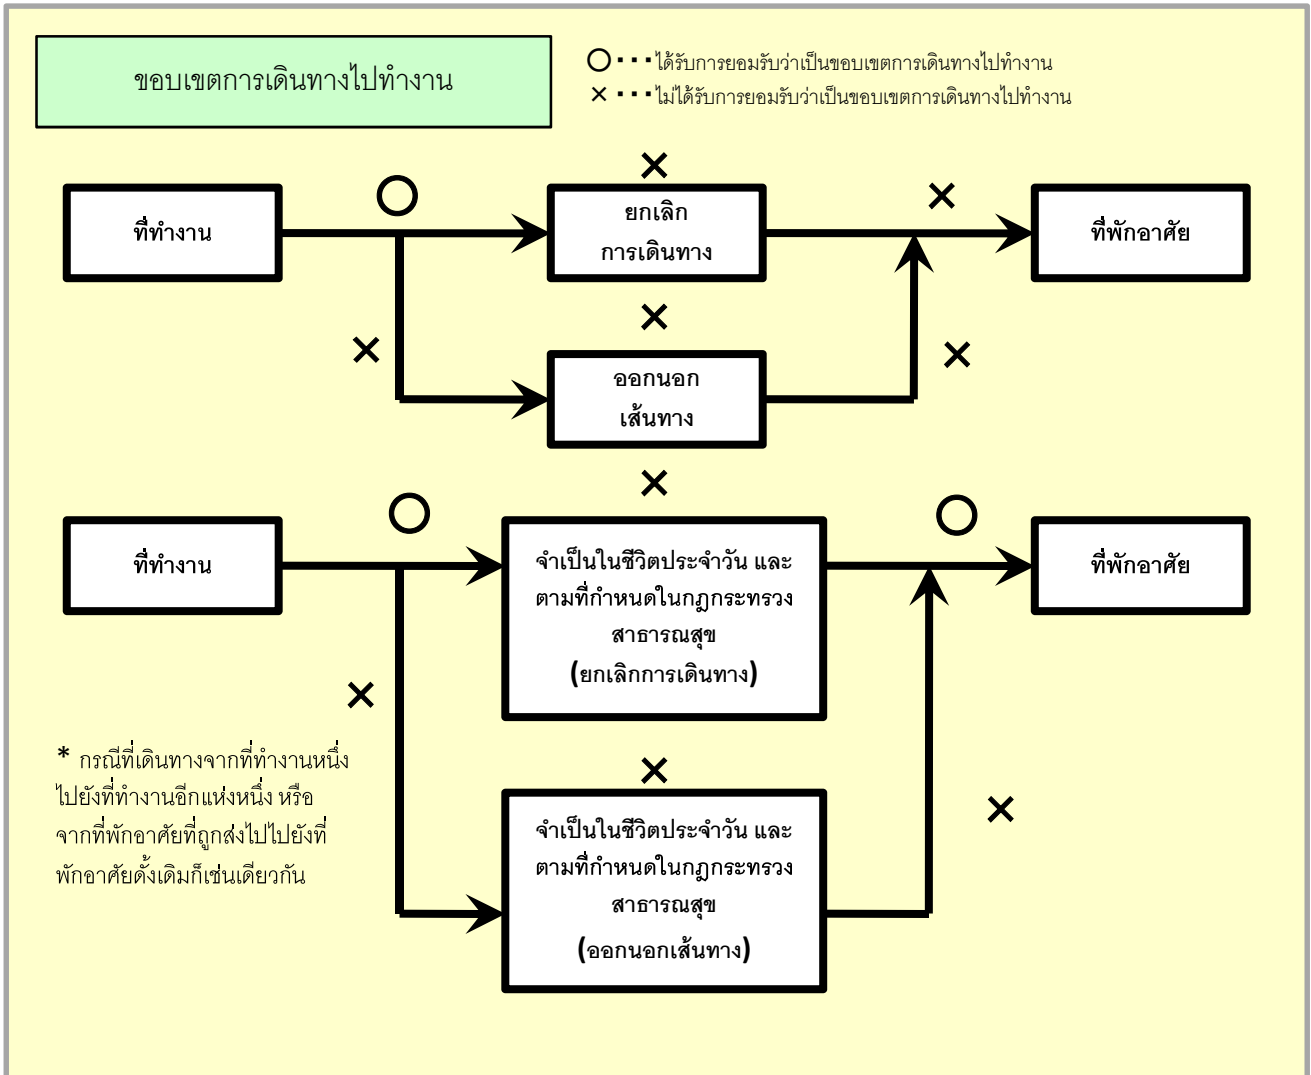 ขอบเขตการเดินทางไปทำงาน
○・・・ได้รับการยอมรับว่าเป็นขอบเขตการเดินทางไปทำงาน
×・・・ไม่ได้รับการยอมรับว่าเป็นขอบเขตการเดินทางไปทำงาน
ที่ทำงาน
ยกเลิก
การเดินทาง
ที่พักอาศัย
ออกนอก
เส้นทาง
ที่ทำงาน
จำเป็นในชีวิตประจำวัน และ
ตามที่กำหนดในกฎกระทรวง
สาธารณสุข
(ยกเลิกการเดินทาง)
ที่พักอาศัย
* กรณีที่เดินทางจากที่ทำงานหนึ่ง
ไปยังที่ทำงานอีกแห่งหนึ่ง หรือ
จากที่พักอาศัยที่ถูกส่งไปไปยังที่
พักอาศัยดั้งเดิมก็เช่นเดียวกัน
จำเป็นในชีวิตประจำวัน และ
ตามที่กำหนดในกฎกระทรวง
สาธารณสุข
(ออกนอกเส้นทาง)